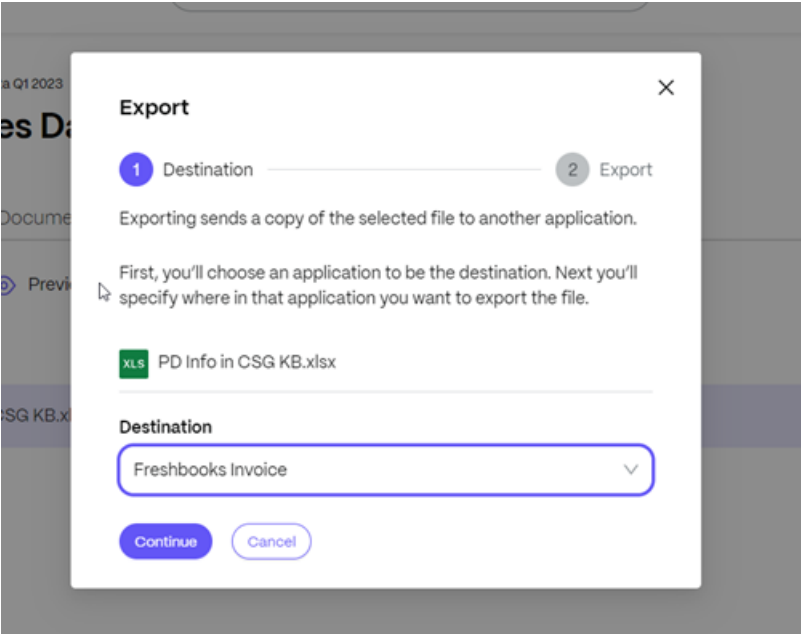 a Q1 2023
es Da
Docume
Previ
CSG KB.xl
Export
1 Destination
2 Export
Exporting sends a copy of the selected file to another application.
First, you'll choose an application to be the destination. Next you'll
specify where in that application you want to export the file.
XLS PD Info in CSG KB.xlsx
Destination
Freshbooks Invoice
Continue Cancel